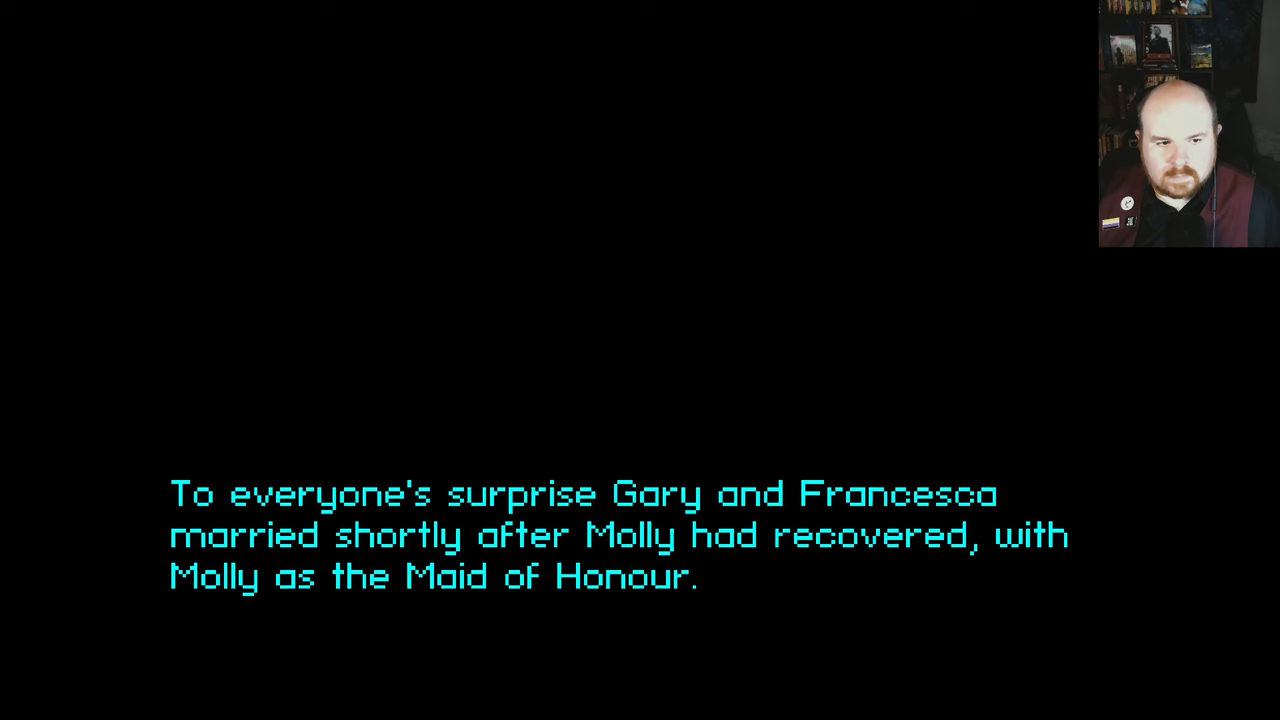 To everyone's surprise Gary and Francesca
married shortly after Molly had recovered, with
Molly as the Maid of Honour.